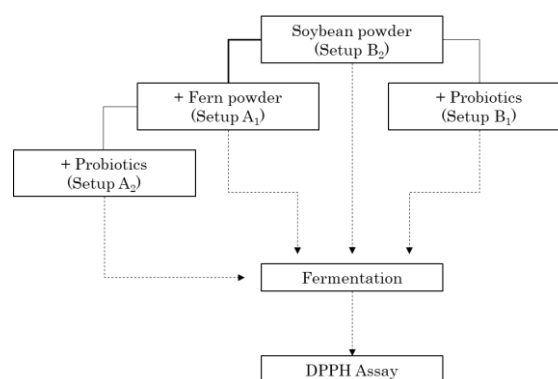 Soybean powder
(Setup B₂)
+ Fern powder
(Setup A₁)
+ Probiotics
(Setup B₁)
+ Probiotics
(Setup A₂)
Fermentation
DPPH Assay